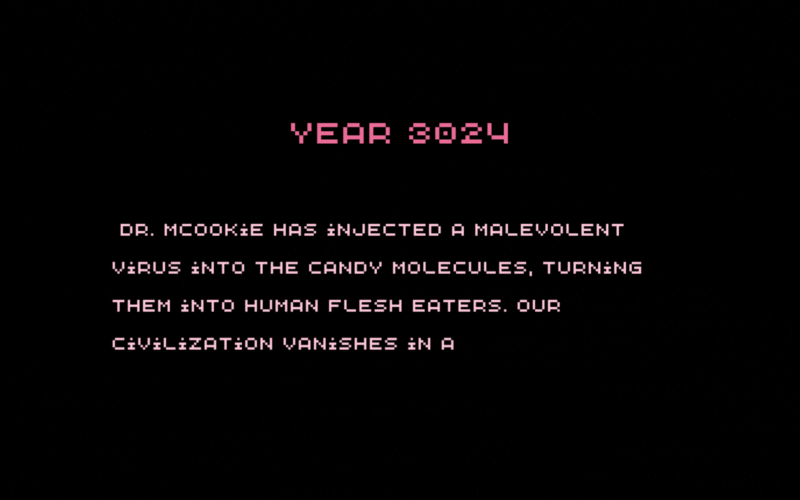 YEAR 3024
DR. MCOOKiE HAS iNJECTED A MALEVOLENT
ViRUS iNTO THE CANDY MOLECULES, TURNiNG
THEM iNTO HUMAN FLESH EATERS. OUR
CiViLiZATiON VANiSHES iN A